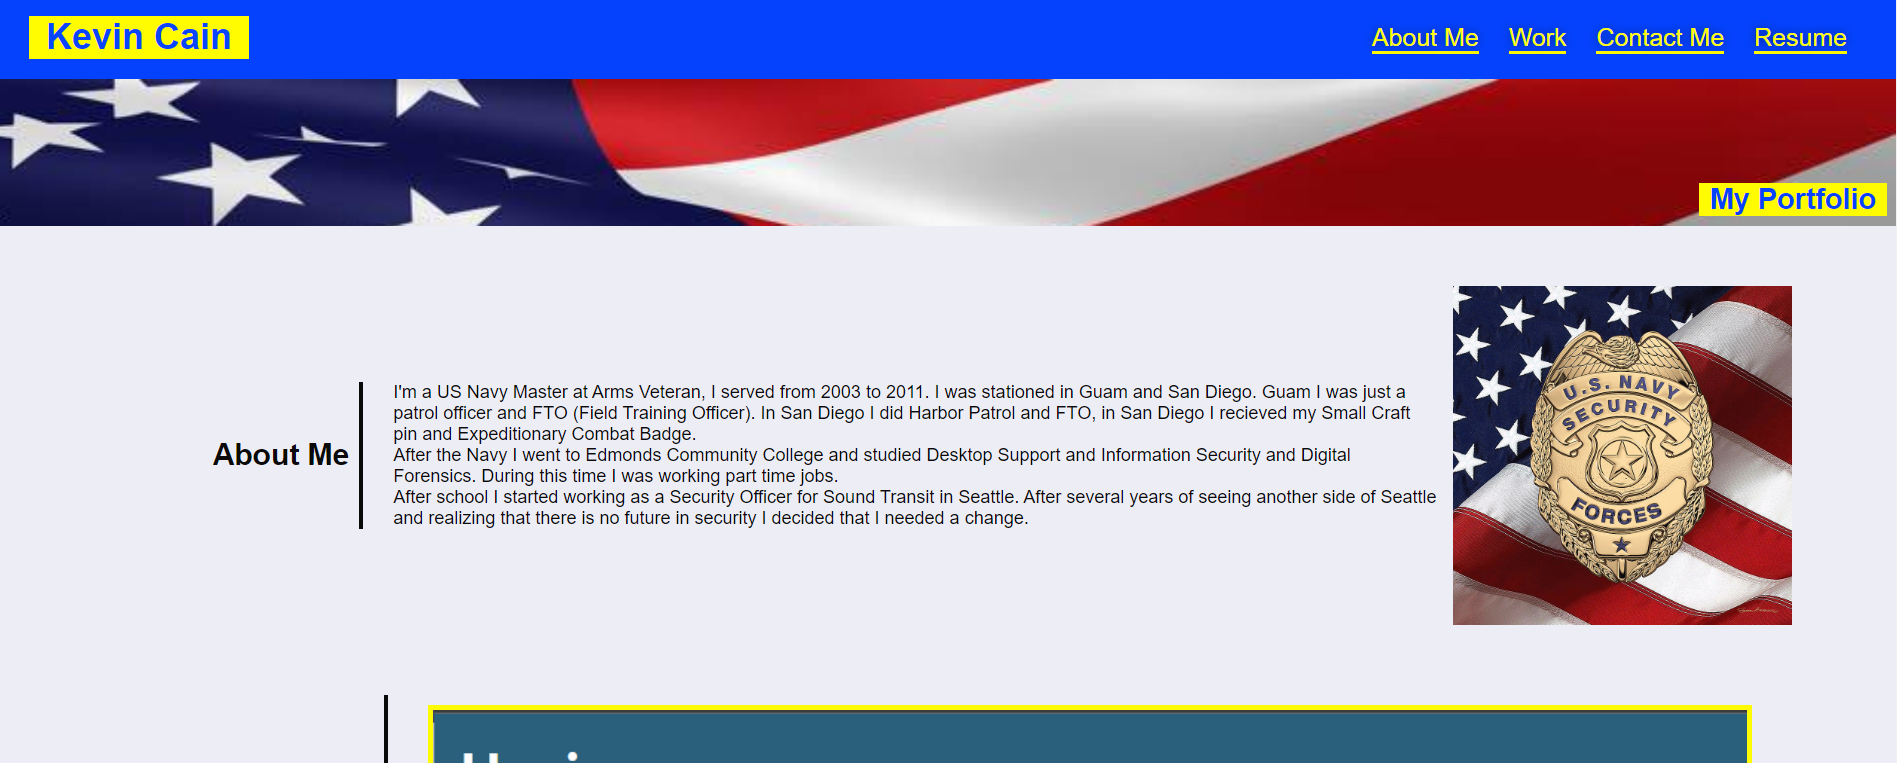 Kevin Cain
About Me
Work
Contact Me
Resume
My Portfolio
About Me
I'm a US Navy Master at Arms Veteran, I served from 2003 to 2011. I was stationed in Guam and San Diego. Guam I was just a
patrol officer and FTO (Field Training Officer). In San Diego I did Harbor Patrol and FTO, in San Diego I recieved my Small Craft
pin and Expeditionary Combat Badge.
After the Navy I went to Edmonds Community College and studied Desktop Support and Information Security and Digital
Forensics. During this time I was working part time jobs.
After school I started working as a Security Officer for Sound Transit in Seattle. After several years of seeing another side of Seattle
and realizing that there is no future in security I decided that I needed a change.
U.S. NAVY
SECURITY
FORCES